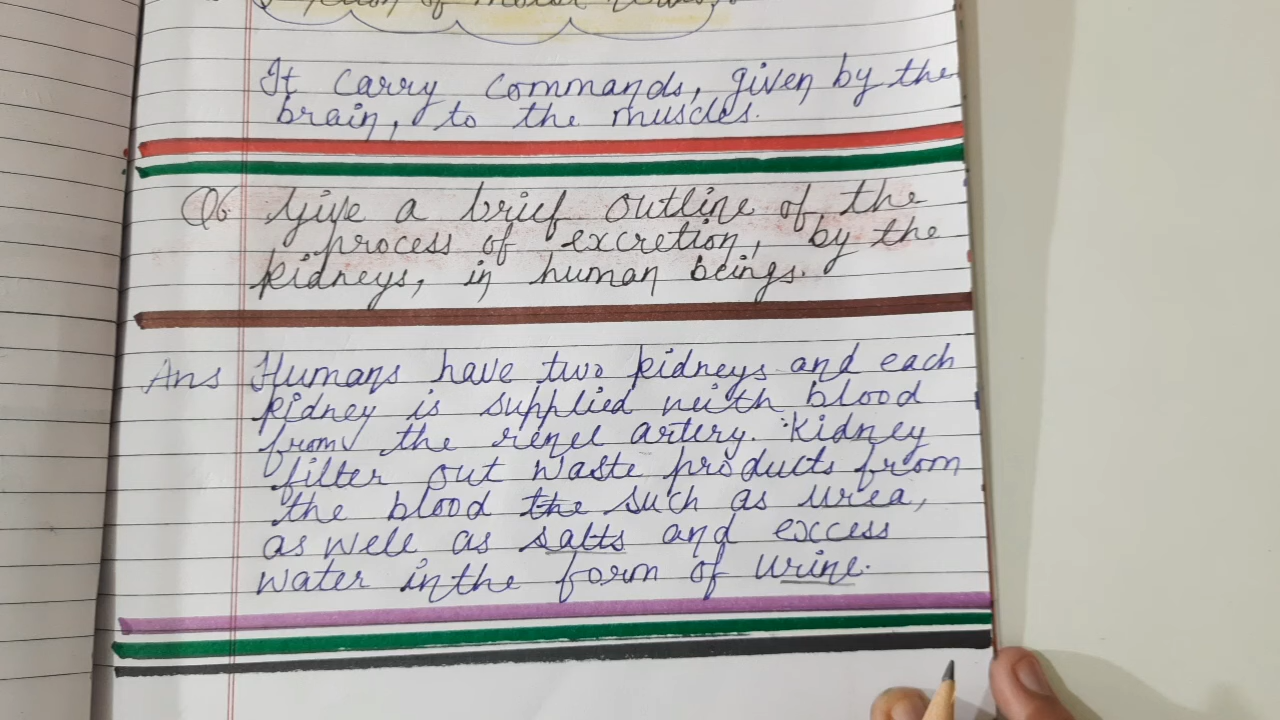 of motor
It carry commands, given by the
brain, to the muscles.
Q6 Give a brief outline of the
process of excretion, by the
kidneys, in human beings.
Ans Humans have two kidneys and each
kidney is supplied with blood
from the renel artery. Kidney
filter out waste products from
the blood the such as urea,
as well as salts and excess
water in the form of urine.